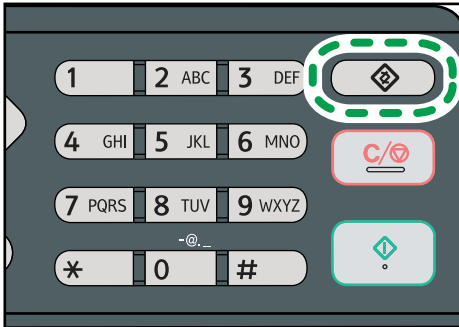 1 2 ABC 3 DEF
C/
4 GHI 5 JKL 6 MNO
7 PQRS 8 TUV 9 WXYZ
-@._
* 0 #